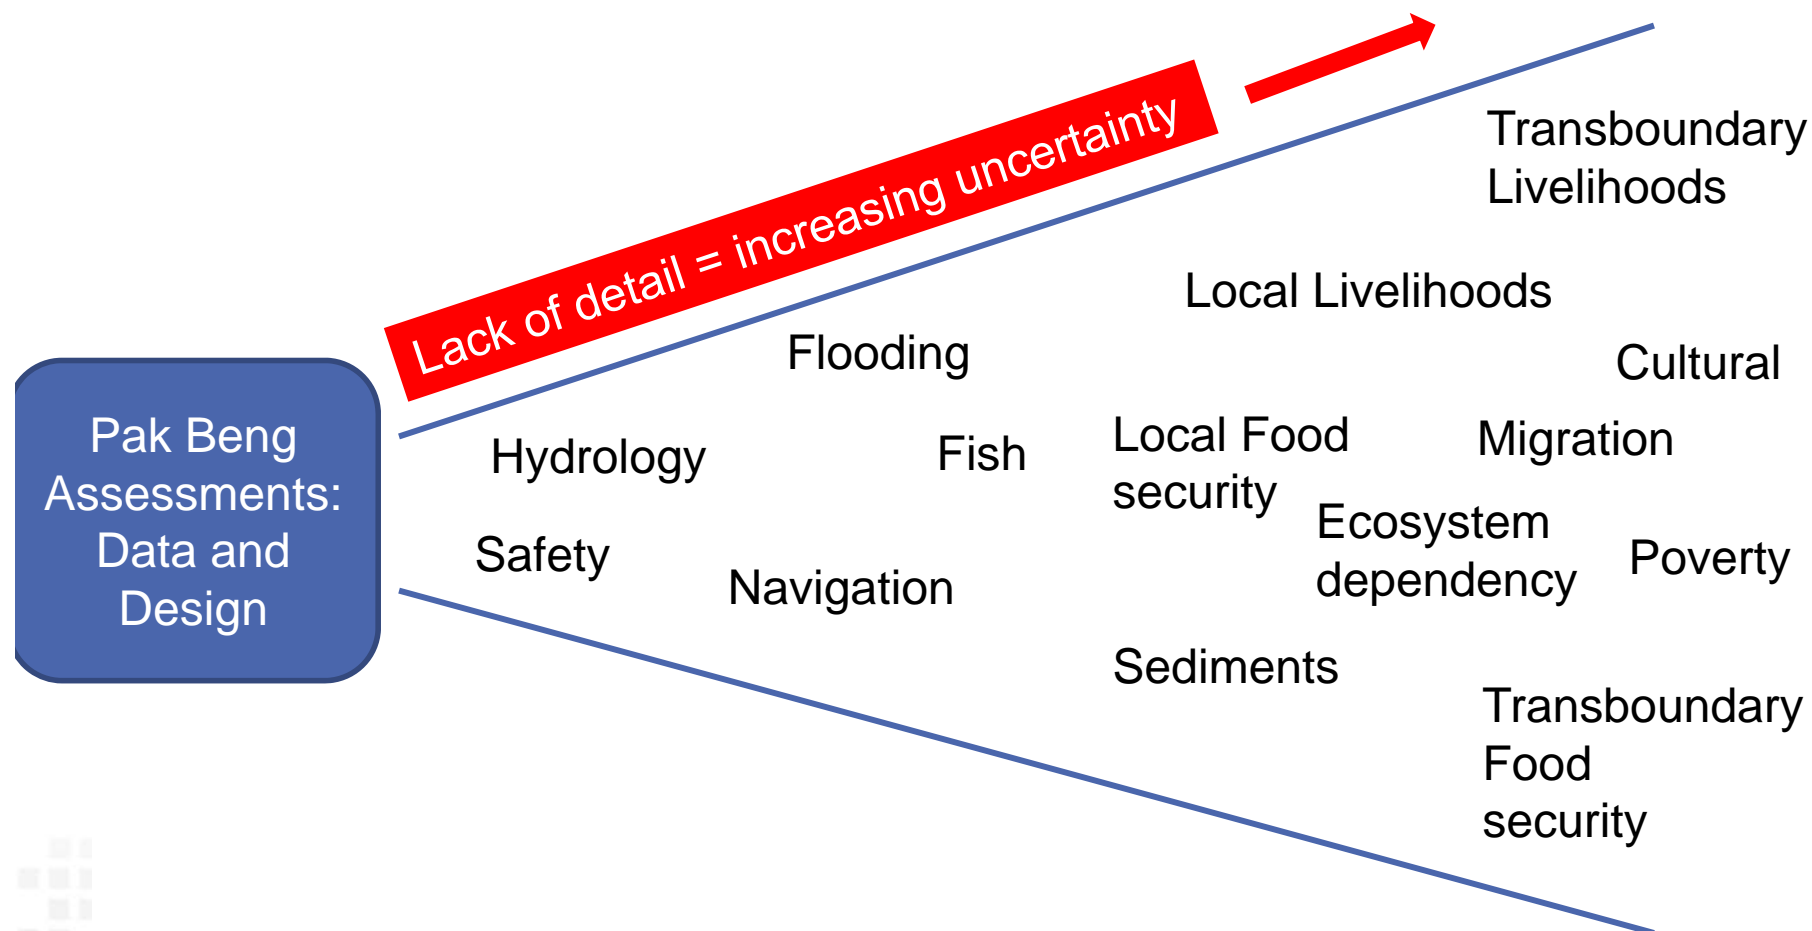 Lack of detail = increasing uncertainty
Transboundary
Livelihoods
Local Livelihoods
Flooding
Cultural
Pak Beng
Assessments:
Data and
Design
Hydrology
Fish
Local Food
security
Migration
Ecosystem
dependency
Poverty
Safety
Navigation
Sediments
Transboundary
Food
security